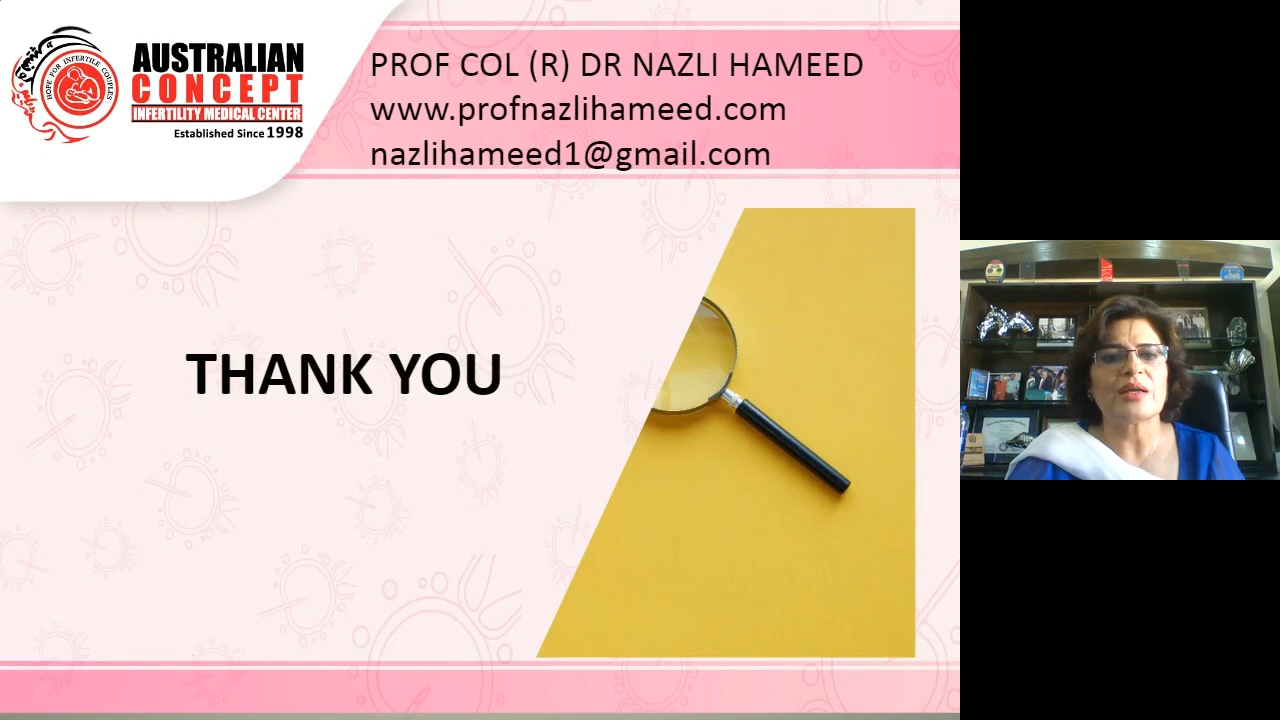 HOPE FOR INFERTILE COUPLES
AUSTRALIAN
CONCEPT
INFERTILITY MEDICAL CENTER
Established Since 1998
PROF COL (R) DR NAZLI HAMEED
www.profnazlihameed.com
nazlihameed1@gmail.com
THANK YOU